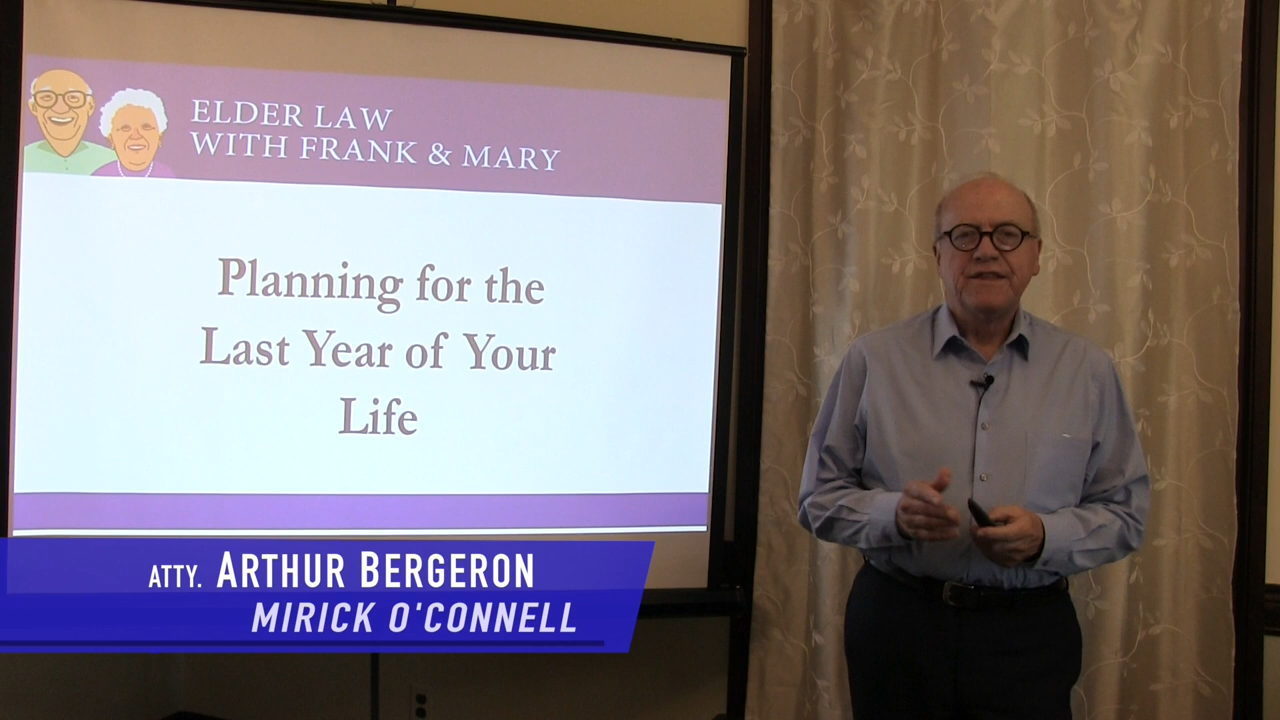 ELDER LAW
WITH FRANK & MARY
Planning for the
Last Year of Your
Life
ATTY. ARTHUR BERGERON
MIRICK O'CONNELL